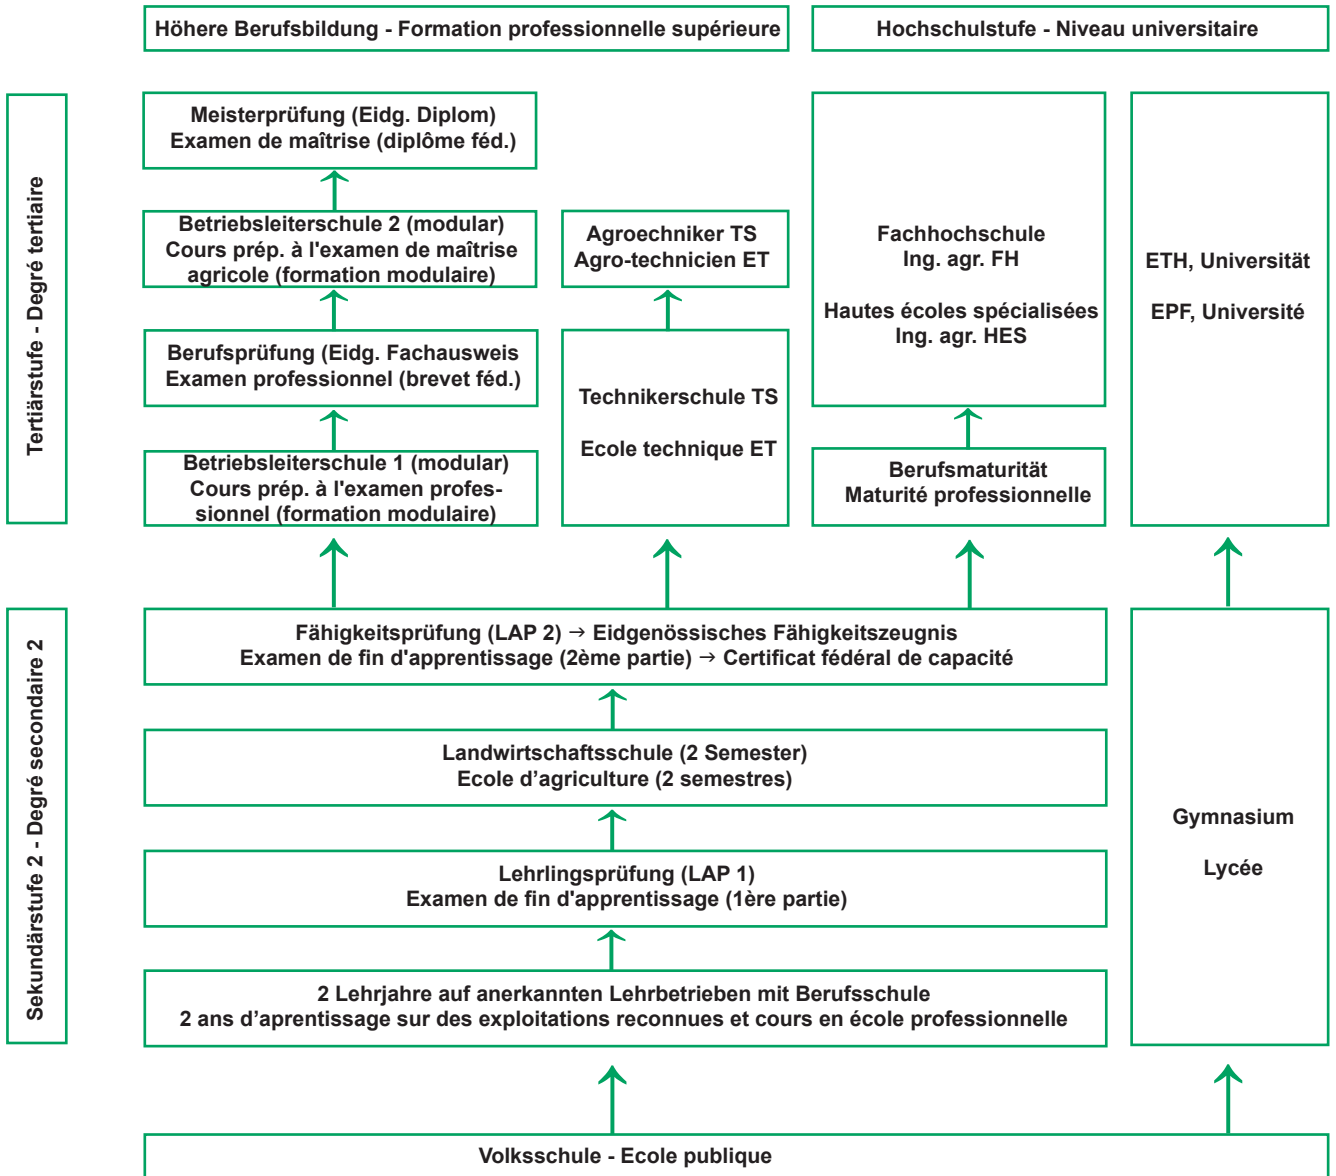 Höhere Berufsbildung - Formation professionnelle supérieure
Hochschulstufe - Niveau universitaire
Tertiärstufe - Degré tertiaire
Meisterprüfung (Eidg. Diplom)
Examen de maîtrise (diplôme féd.)
Betriebsleiterschule 2 (modular)
Cours prép. à l'examen de maîtrise
agricole (formation modulaire)
Berufsprüfung (Eidg. Fachausweis
Examen professionnel (brevet féd.)
Betriebsleiterschule 1 (modular)
Cours prép. à l'examen profes-
sionnel (formation modulaire)
Agroechniker TS
Agro-technicien ET
Technikerschule TS
Ecole technique ET
Fachhochschule
Ing. agr. FH
Hautes écoles spécialisées
Ing. agr. HES
Berufsmaturität
Maturité professionnelle
ETH, Universität
EPF, Université
Sekundärstufe 2 - Degré secondaire 2
Fähigkeitsprüfung (LAP 2) → Eidgenössisches Fähigkeitszeugnis
Examen de fin d'apprentissage (2ème partie) → Certificat fédéral de capacité
Landwirtschaftsschule (2 Semester)
Ecole d’agriculture (2 semestres)
Lehrlingsprüfung (LAP 1)
Examen de fin d'apprentissage (1ère partie)
2 Lehrjahre auf anerkannten Lehrbetrieben mit Berufsschule
2 ans d’aprentissage sur des exploitations reconnues et cours en école professionnelle
Gymnasium
Lycée
Volksschule - Ecole publique